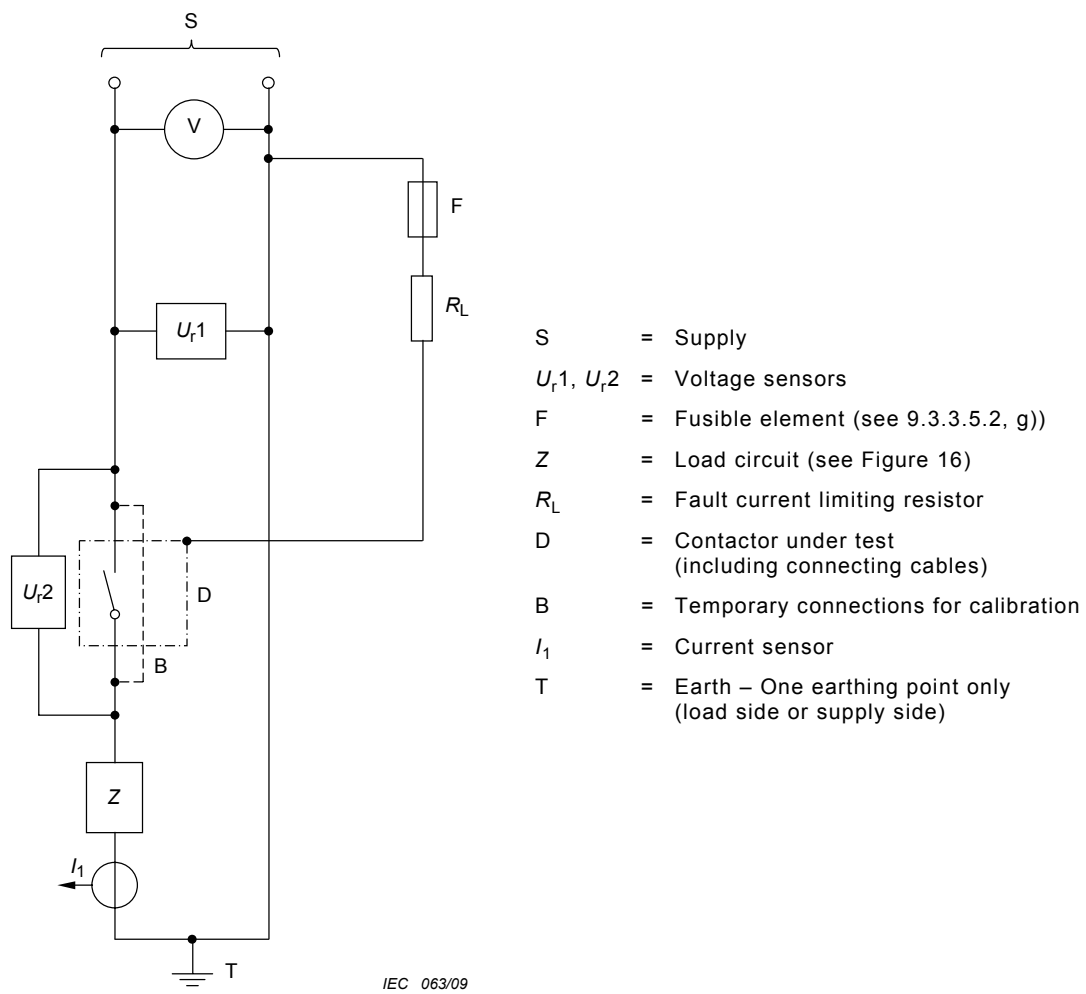 S
V
F
R_L
U_r1
U_r2
D
B
Z
I_1
T
IEC 063/09
S = Supply
U_r1, U_r2 = Voltage sensors
F = Fusible element (see 9.3.3.5.2, g))
Z = Load circuit (see Figure 16)
R_L = Fault current limiting resistor
D = Contactor under test
(including connecting cables)
B = Temporary connections for calibration
I_1 = Current sensor
T = Earth – One earthing point only
(load side or supply side)